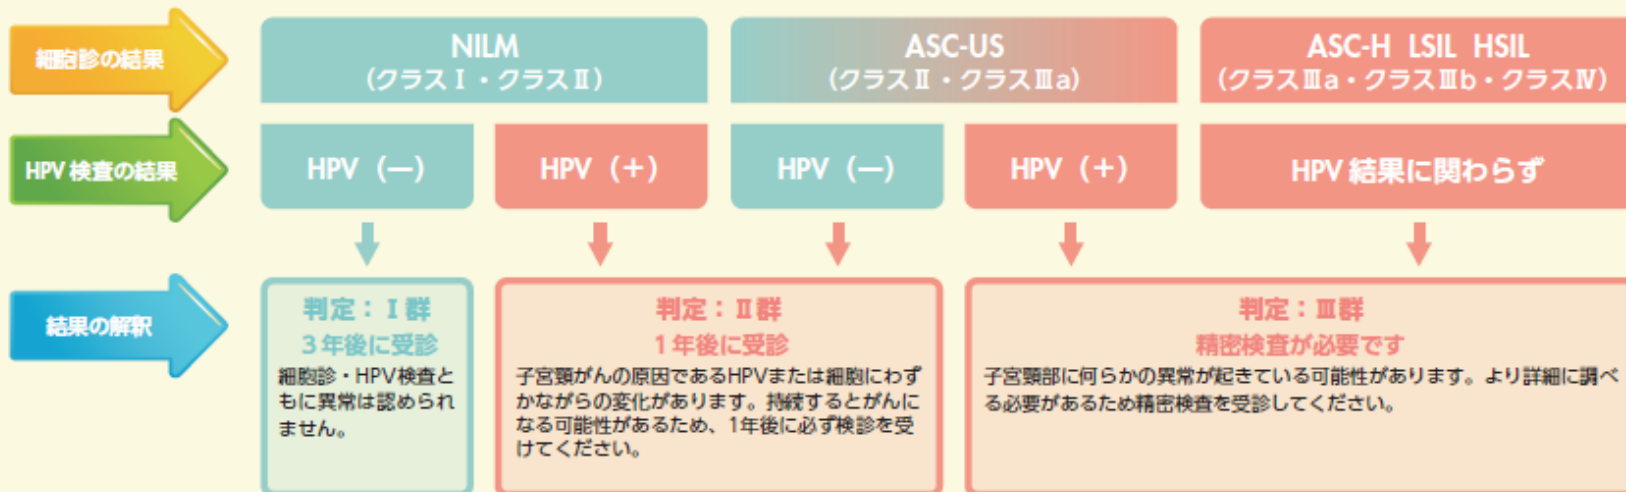 細胞診の結果
NILM
(クラスⅠ・クラスⅡ)
ASC-US
(クラスⅡ・クラスⅢa)
ASC-H LSIL HSIL
(クラスⅢa・クラスⅢb・クラスⅣ)
HPV 検査の結果
HPV (—)
HPV (+)
HPV (—)
HPV (+)
HPV 結果に関わらず
結果の解釈
判定:Ⅰ群
3年後に受診
細胞診・HPV検査と
もに異常は認められ
ません。
判定:Ⅱ群
1年後に受診
子宮頸がんの原因であるHPVまたは細胞にわず
かながらの変化があります。持続するとがんに
なる可能性があるため、1年後に必ず検診を受
けてください。
判定:Ⅲ群
精密検査が必要です
子宮頸部に何らかの異常が起きている可能性があります。より詳細に調べ
る必要があるため精密検査を受診してください。